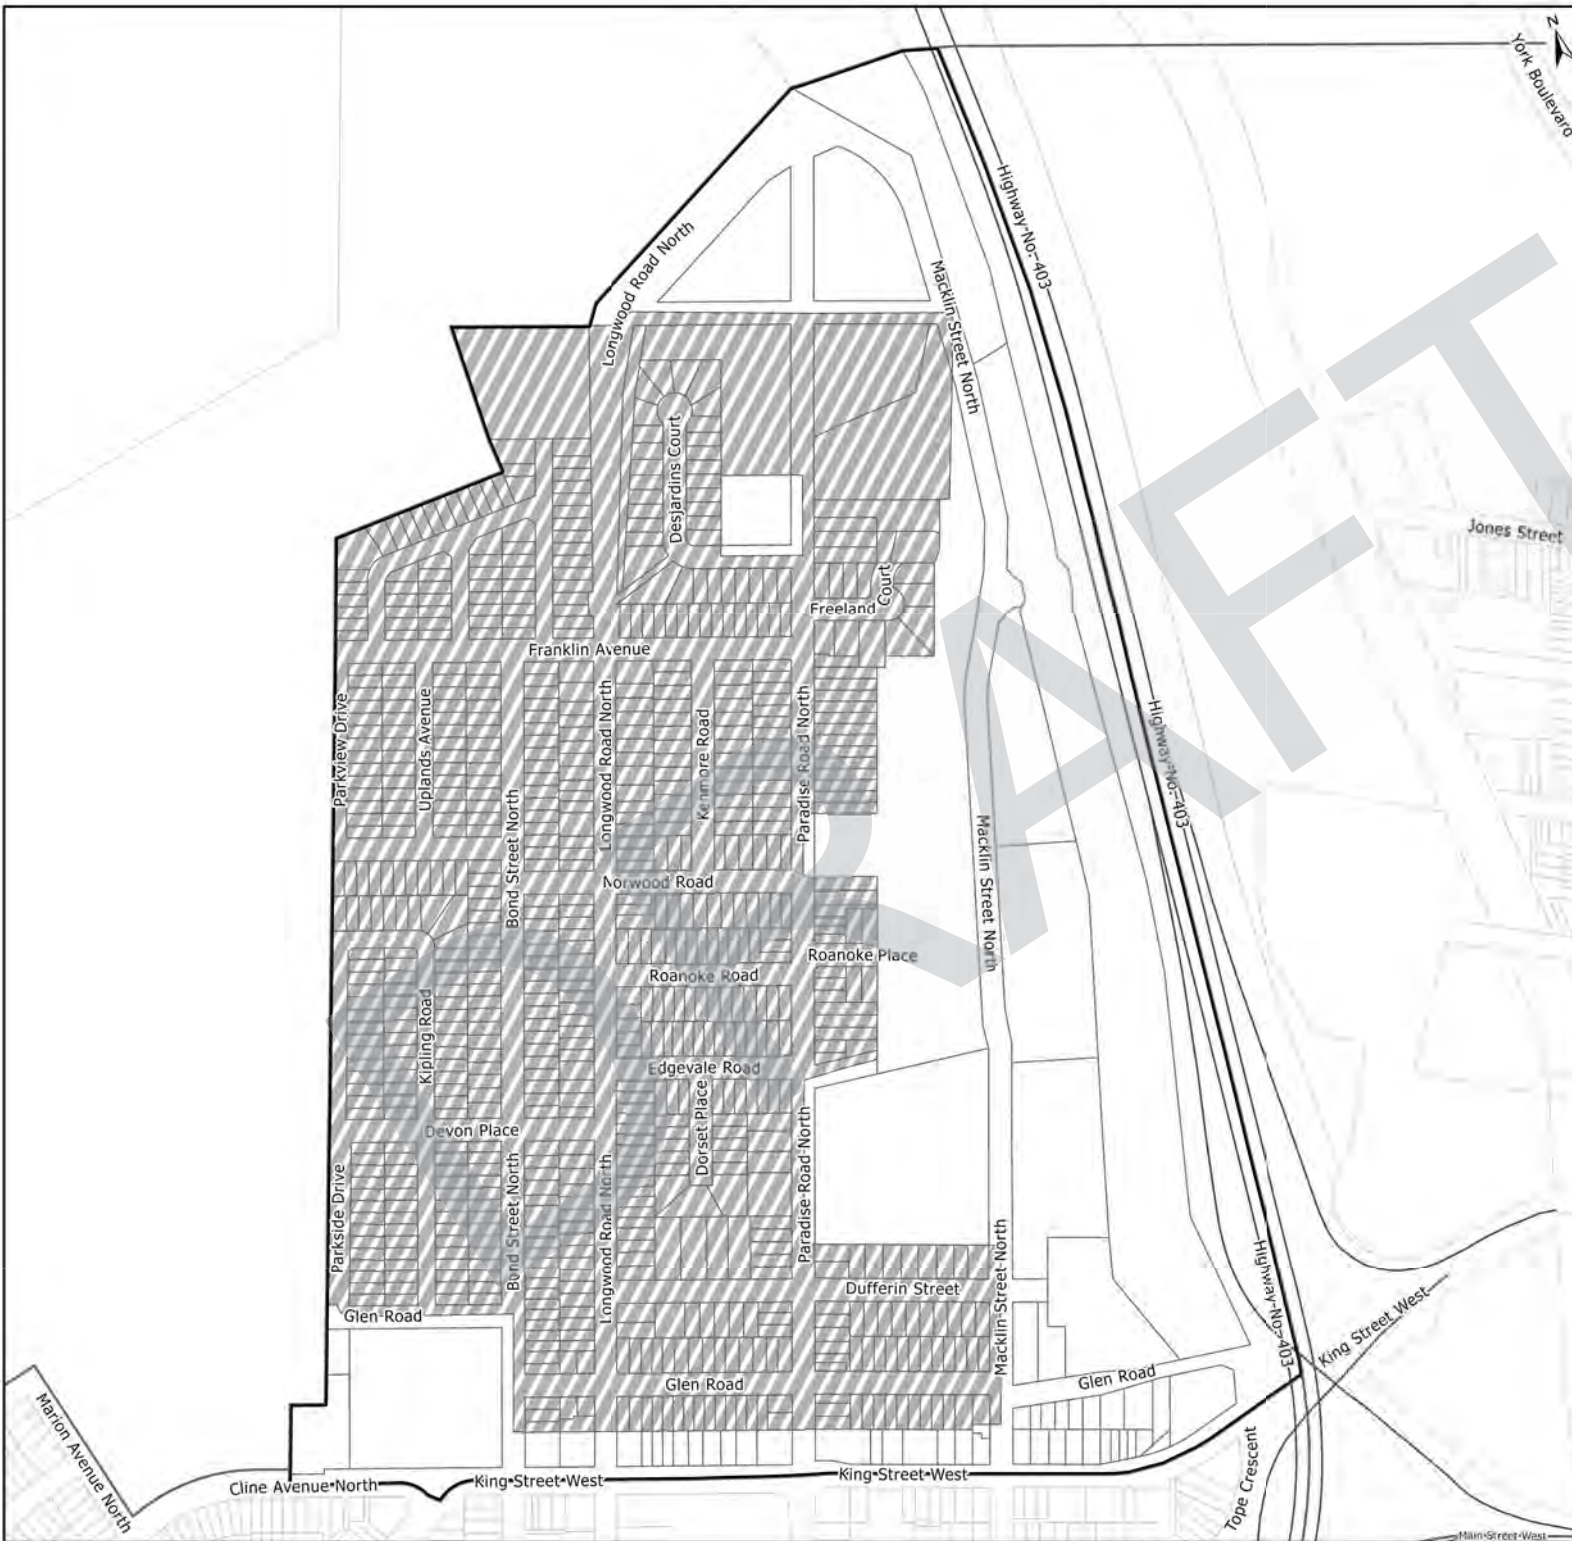 N
York Boulevard
Highway No. 403
Longwood Road North
Macklin Street North
Desjardins Court
Jones Street
Freeland Court
Franklin Avenue
Parkview Drive
Uplands Avenue
Longwood Road North
Kenmore Road
Paradise Road North
Highway No. 403
Bond Street North
Macklin Street North
Norwood Road
Roanoke Place
Roanoke Road
Kipling Road
Edgevale Road
Dorset Place
Devon Place
Paradise Road North
Parkside Drive
Bond Street North
Longwood Road North
Macklin Street North
Highway No. 403
Dufferin Street
Glen Road
King Street West
Glen Road
Glen Road
Marion Avenue North
Cline Avenue North
King Street West
King Street West
Tope Crescent
Main Street West
DRAFT